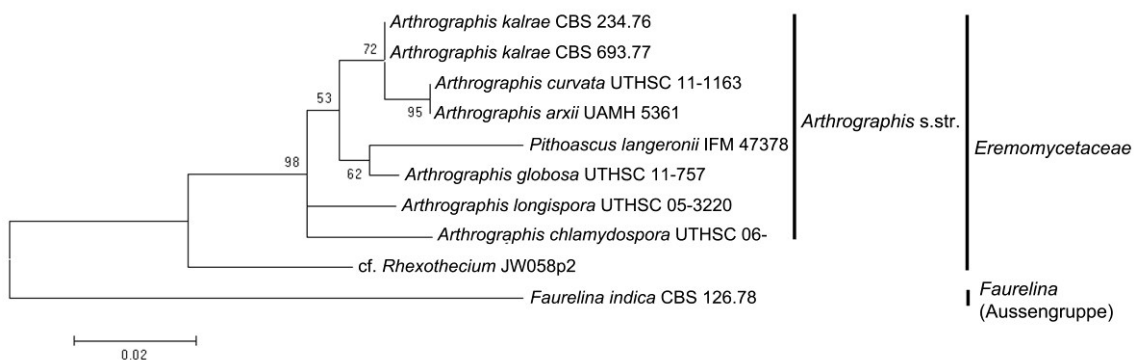 Arthrographis kalrae CBS 234.76
Arthrographis kalrae CBS 693.77
72
Arthrographis curvata UTHSC 11-1163
95
Arthrographis arxii UAMH 5361
53
Arthrographis s.str.
Pithoascus langeronii IFM 47378
Eremomycetaceae
98
62
Arthrographis globosa UTHSC 11-757
Arthrographis longispora UTHSC 05-3220
Arthrographis chlamydospora UTHSC 06-
cf. Rhexothecium JW058p2
Faurelina indica CBS 126.78
Faurelina
(Aussengruppe)
0.02